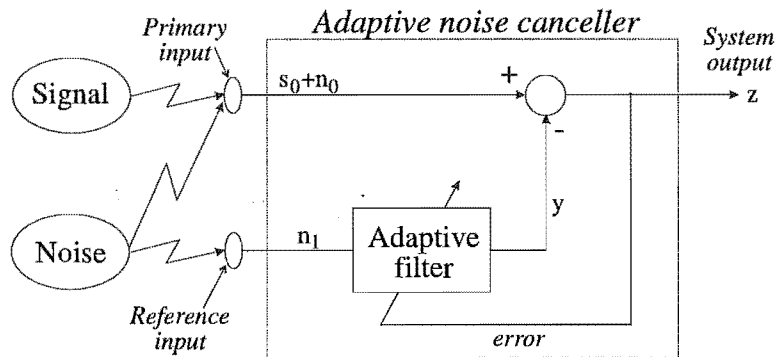 Adaptive noise canceller
Primary
input
System
output
Signal
s0+n0
+
z
-
y
Noise
n1
Adaptive
filter
Reference
input
error